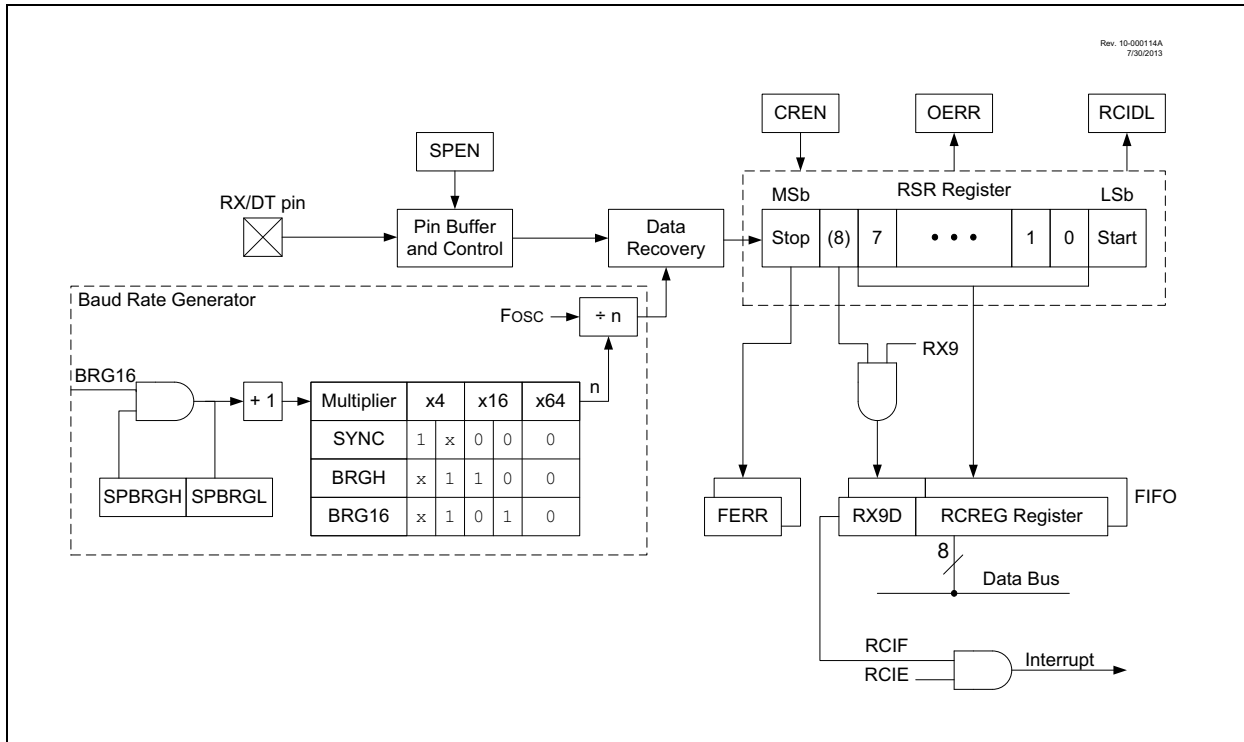 Rev. 10-000114A
7/30/2013
CREN
OERR
RCIDL
SPEN
RSR Register
MSb
LSb
RX/DT pin
Pin Buffer
and Control
Data
Recovery
Stop (8) 7 • • • 1 0 Start
Baud Rate Generator
FOSC
÷ n
RX9
BRG16
+ 1
n
Multiplier x4 x16 x64
SYNC 1 x 0 0 0
BRGH x 1 1 0 0
BRG16 x 1 0 1 0
SPBRGH SPBRGL
FERR
RX9D RCREG Register
FIFO
8
Data Bus
RCIF
RCIE
Interrupt